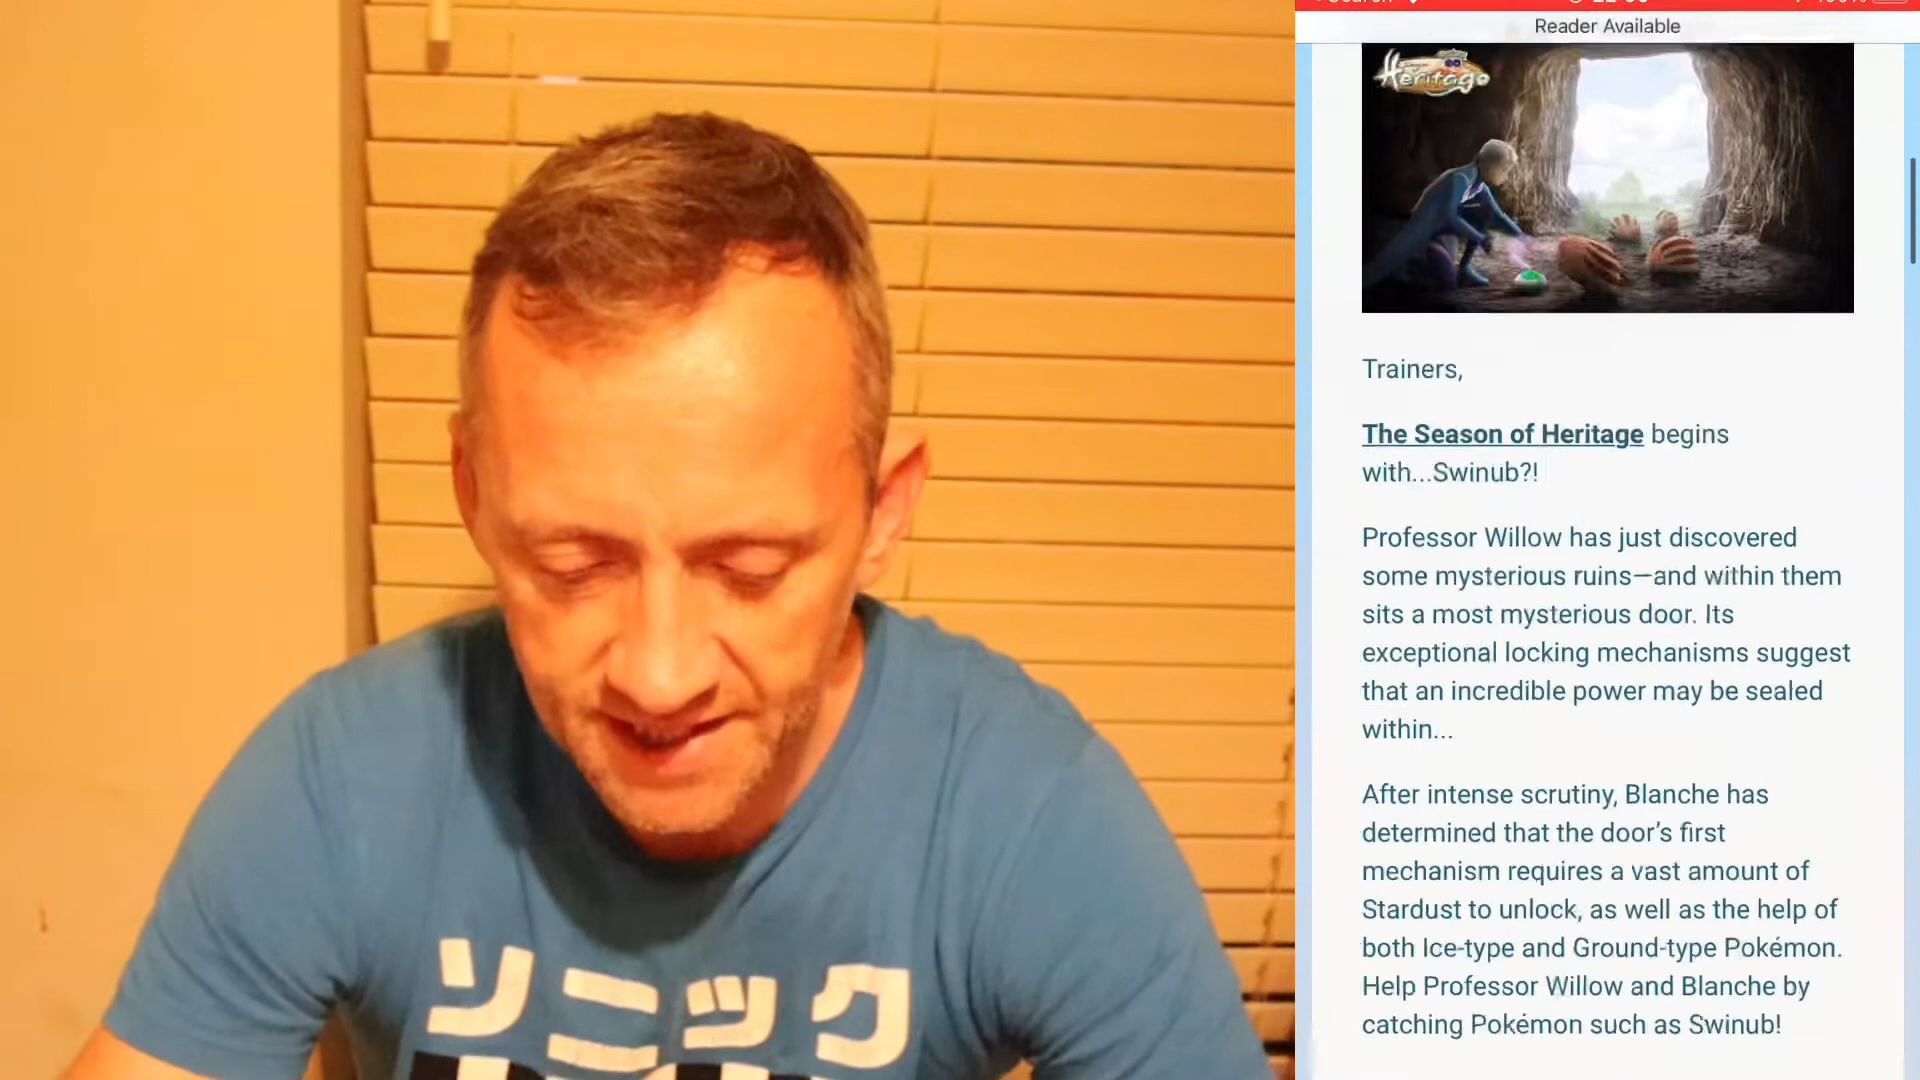 ソニック
Reader Available
Heritage
Trainers,
The Season of Heritage begins
with...Swinub?!
Professor Willow has just discovered
some mysterious ruins—and within them
sits a most mysterious door. Its
exceptional locking mechanisms suggest
that an incredible power may be sealed
within...
After intense scrutiny, Blanche has
determined that the door's first
mechanism requires a vast amount of
Stardust to unlock, as well as the help of
both Ice-type and Ground-type Pokémon.
Help Professor Willow and Blanche by
catching Pokémon such as Swinub!